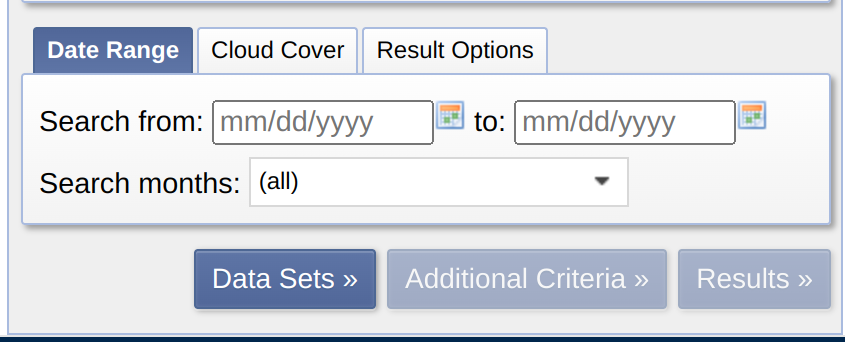 Date Range Cloud Cover Result Options
Search from: mm/dd/yyyy to: mm/dd/yyyy
Search months: (all)
Data Sets » Additional Criteria » Results »